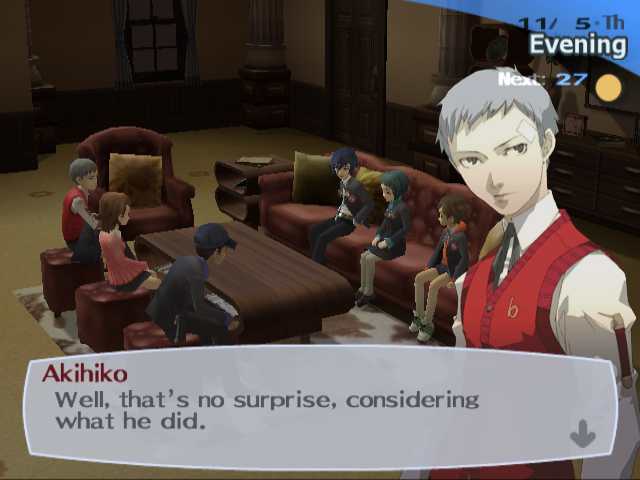 11/ 5·Th
Evening
Next: 27
Akihiko
Well, that's no surprise, considering
what he did.